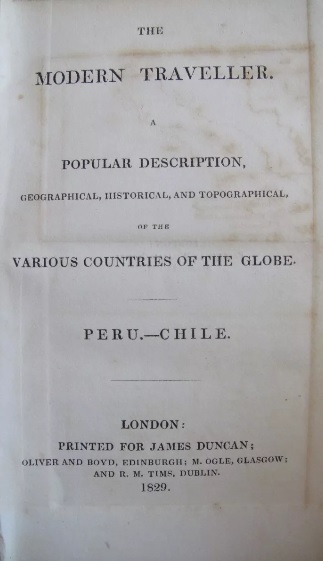 THE
MODERN TRAVELLER.
A
POPULAR DESCRIPTION,
GEOGRAPHICAL, HISTORICAL, AND TOPOGRAPHICAL,
OF THE
VARIOUS COUNTRIES OF THE GLOBE.
PERU.—CHILE.
LONDON:
PRINTED FOR JAMES DUNCAN;
OLIVER AND BOYD, EDINBURGH; M. OGLE, GLASGOW;
AND R. M. TIMS, DUBLIN.
1829.